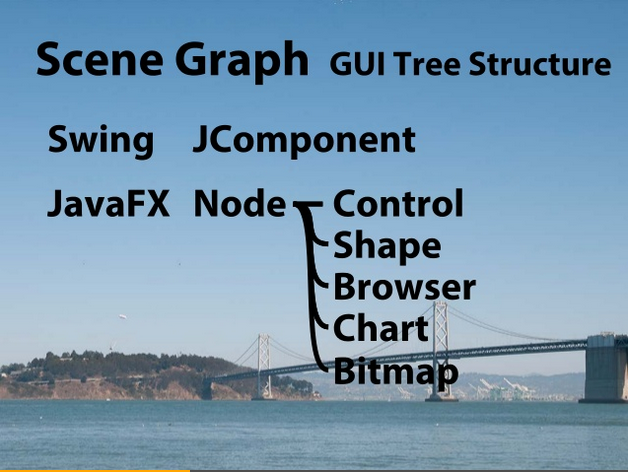 Scene Graph GUI Tree Structure
Swing JComponent
JavaFX Node Control
Shape
Browser
Chart
Bitmap